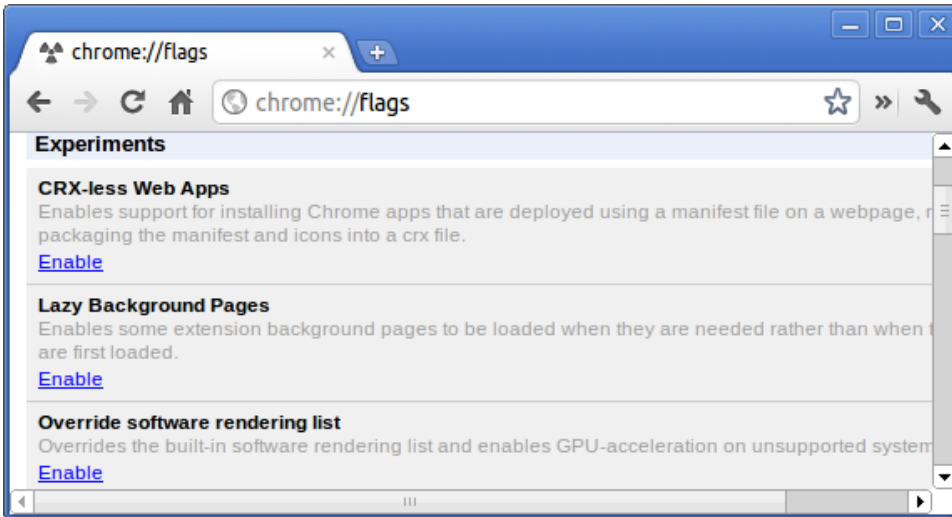 chrome://flags
chrome://flags
Experiments
CRX-less Web Apps
Enables support for installing Chrome apps that are deployed using a manifest file on a webpage,
packaging the manifest and icons into a crx file.
Enable
Lazy Background Pages
Enables some extension background pages to be loaded when they are needed rather than when
are first loaded.
Enable
Override software rendering list
Overrides the built-in software rendering list and enables GPU-acceleration on unsupported system
Enable